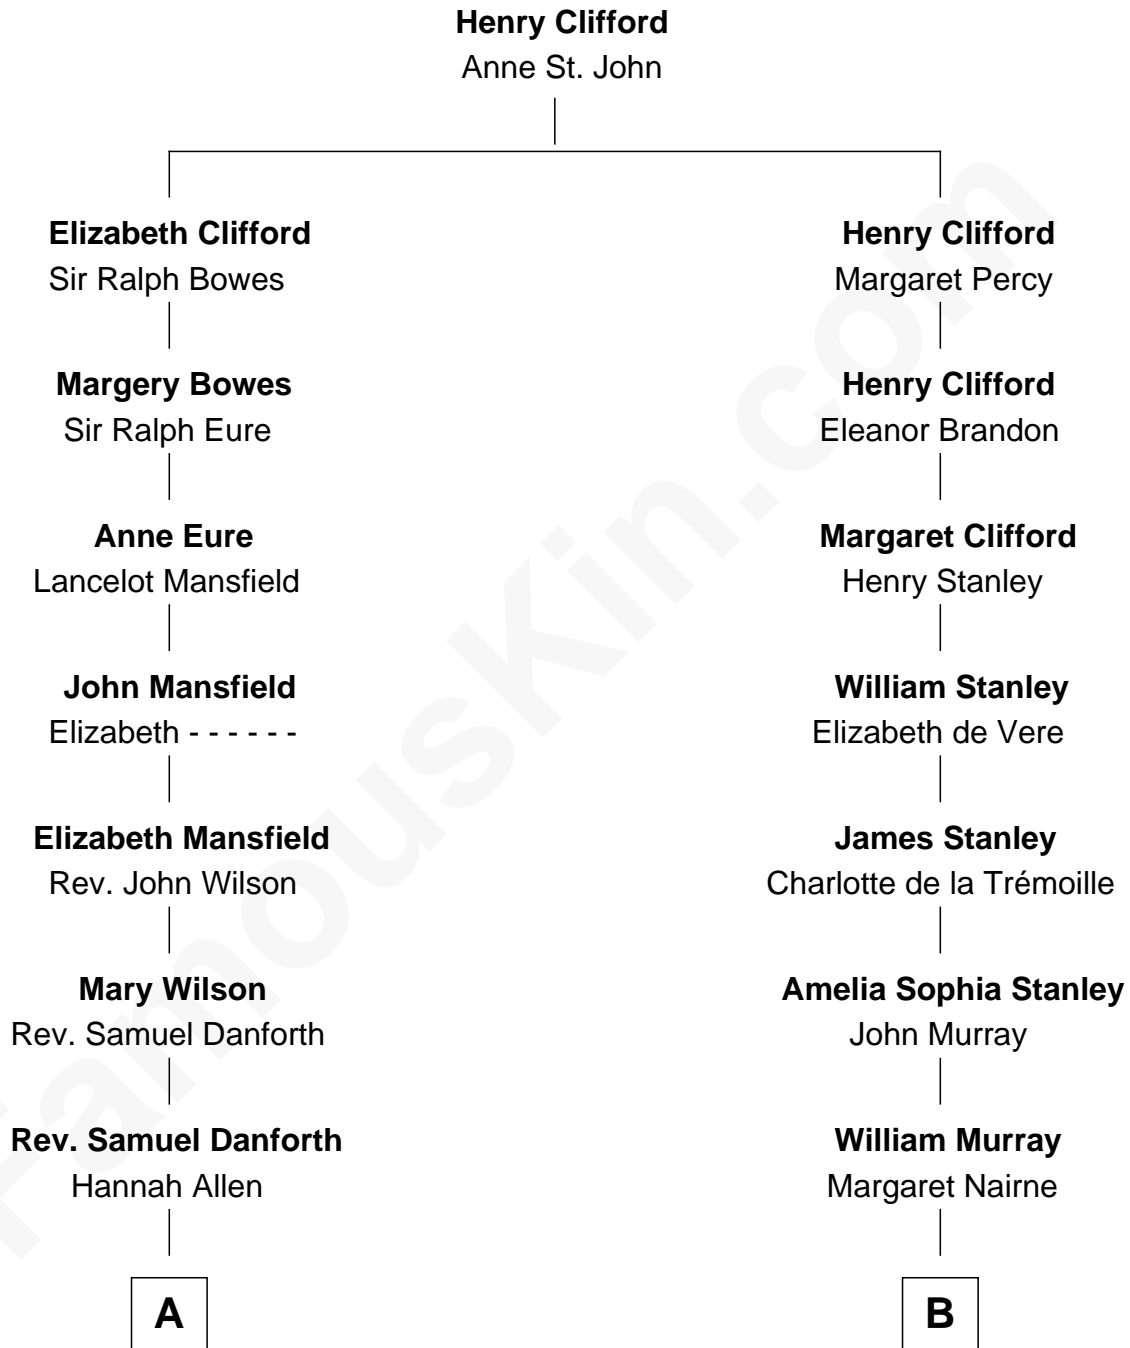 Henry Clifford
Anne St. John
Elizabeth Clifford
Sir Ralph Bowes
Henry Clifford
Margaret Percy
Margery Bowes
Sir Ralph Eure
Henry Clifford
Eleanor Brandon
Anne Eure
Lancelot Mansfield
Margaret Clifford
Henry Stanley
John Mansfield
Elizabeth - - - - - -
William Stanley
Elizabeth de Vere
Elizabeth Mansfield
Rev. John Wilson
James Stanley
Charlotte de la Trémoille
Mary Wilson
Rev. Samuel Danforth
Amelia Sophia Stanley
John Murray
Rev. Samuel Danforth
Hannah Allen
William Murray
Margaret Nairne
A
B
FamousKin.com